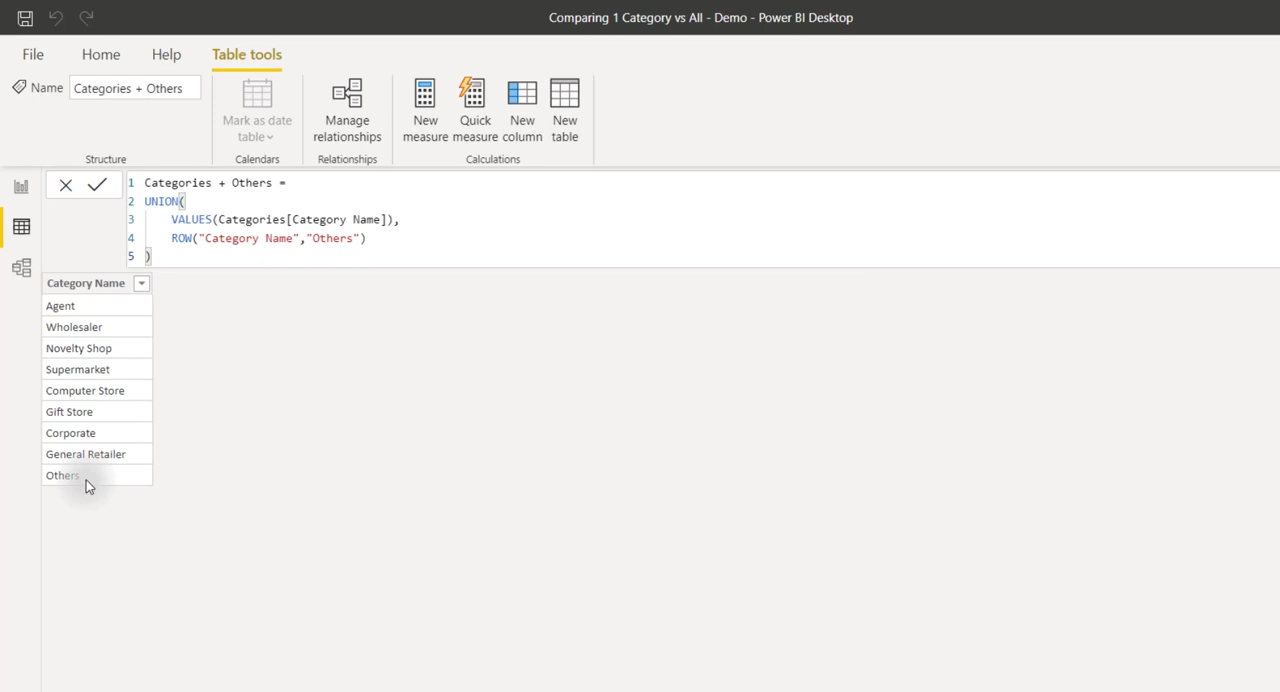 Comparing 1 Category vs All - Demo - Power BI Desktop
File Home Help Table tools
Name Categories + Others
Mark as date table
Manage relationships
New measure
Quick measure
New column
New table
Structure Calendars Relationships Calculations
1 Categories + Others =
2 UNION(
3 VALUES(Categories[Category Name]),
4 ROW("Category Name","Others")
5 )
Category Name
Agent
Wholesaler
Novelty Shop
Supermarket
Computer Store
Gift Store
Corporate
General Retailer
Others